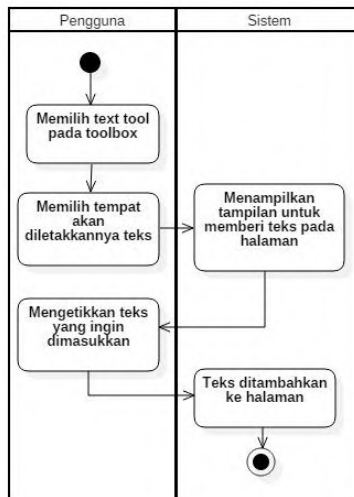 Pengguna
Sistem
Memilih text tool
pada toolbox
Memilih tempat
akan
diletakkannya teks
Menampilkan
tampilan untuk
memberi teks pada
halaman
Mengetikkan teks
yang ingin
dimasukkan
Teks ditambahkan
ke halaman